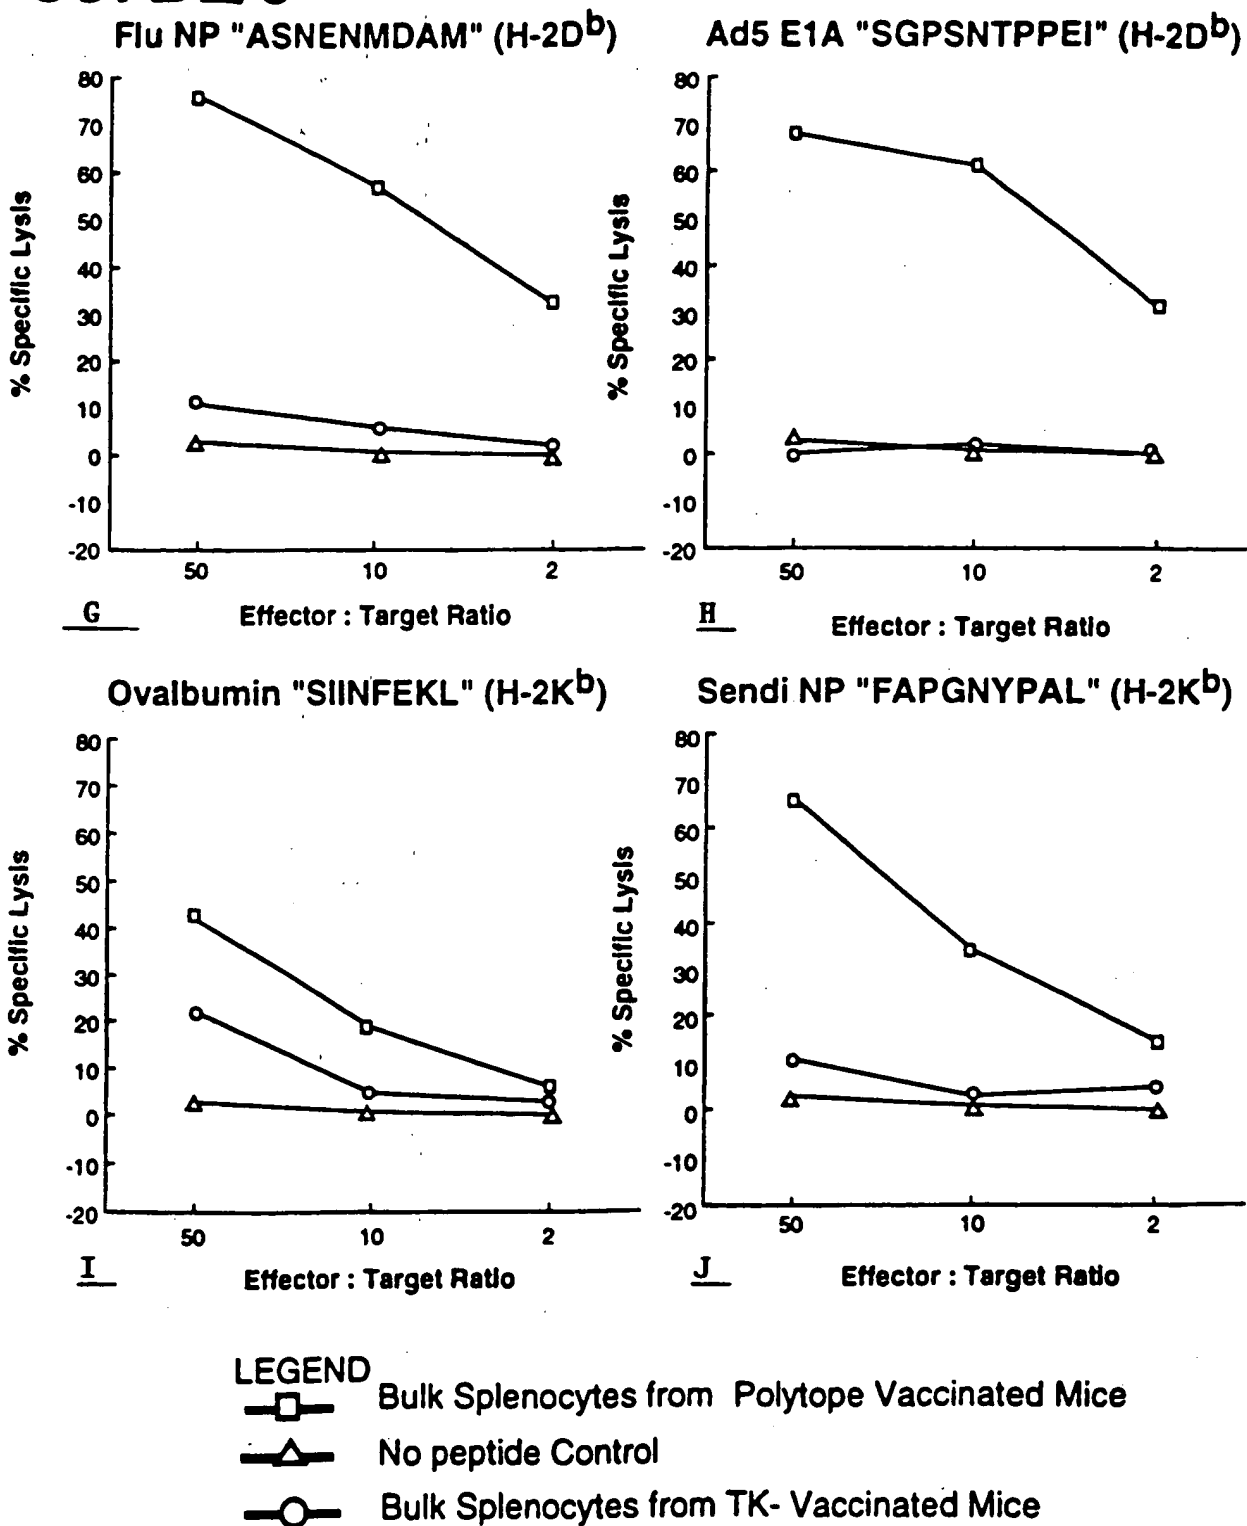 Flu NP "ASNENMDAM" (H-2Db)
80
70
60
50
40
30
20
10
0
-10
-20
% Specific Lysis
50 10 2
G Effector : Target Ratio
Ad5 E1A "SGPSNTPPEI" (H-2Db)
80
70
60
50
40
30
20
10
0
-10
-20
% Specific Lysis
50 10 2
H Effector : Target Ratio
Ovalbumin "SIINFEKL" (H-2Kb)
80
70
60
50
40
30
20
10
0
-10
-20
% Specific Lysis
50 10 2
I Effector : Target Ratio
Sendi NP "FAPGNYPAL" (H-2Kb)
80
70
60
50
40
30
20
10
0
-10
-20
% Specific Lysis
50 10 2
J Effector : Target Ratio
LEGEND
Bulk Splenocytes from Polytope Vaccinated Mice
No peptide Control
Bulk Splenocytes from TK- Vaccinated Mice